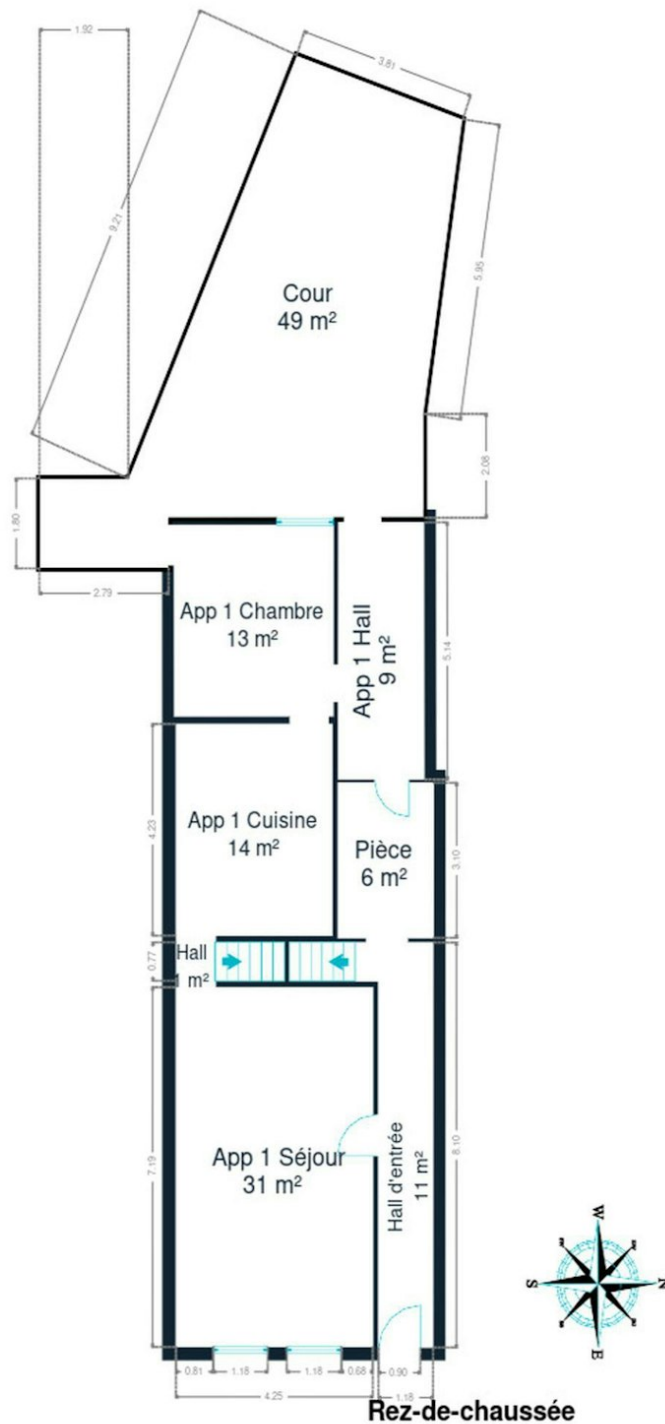 1.92
3.81
9.21
5.95
Cour
49 m²
2.08
1.80
2.79
App 1 Chambre
13 m²
App 1 Hall
9 m²
5.14
4.23
App 1 Cuisine
14 m²
Pièce
6 m²
3.10
0.77
Hall
1 m²
7.19
App 1 Séjour
31 m²
Hall d'entrée
11 m²
8.10
W
S
N
E
0.81
1.18
1.18
0.68
0.90
4.25
1.18
Rez-de-chaussée